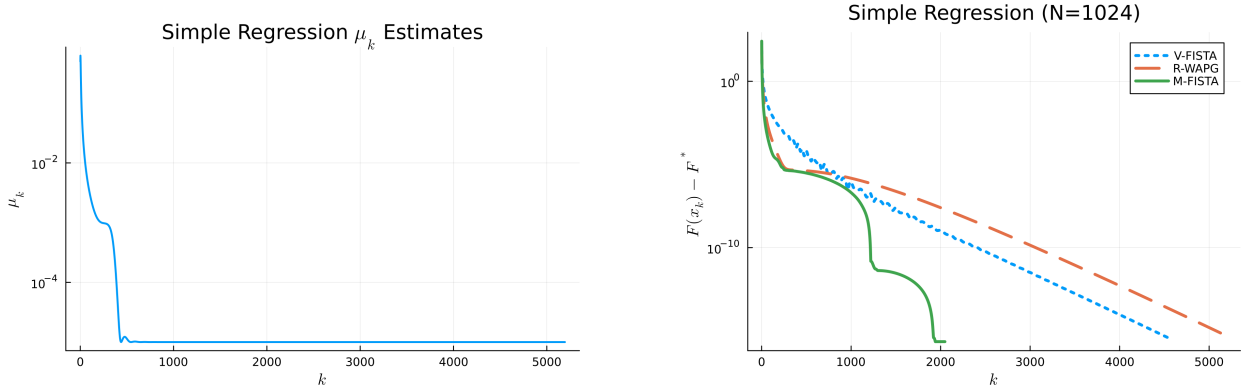 Simple Regression μ_k Estimates
μ_k
10^{-2}
10^{-4}
0 1000 2000 3000 4000 5000
k
Simple Regression (N=1024)
F(x_k) − F^*
10^0
10^{-10}
V-FISTA
R-WAPG
M-FISTA
0 1000 2000 3000 4000 5000
k